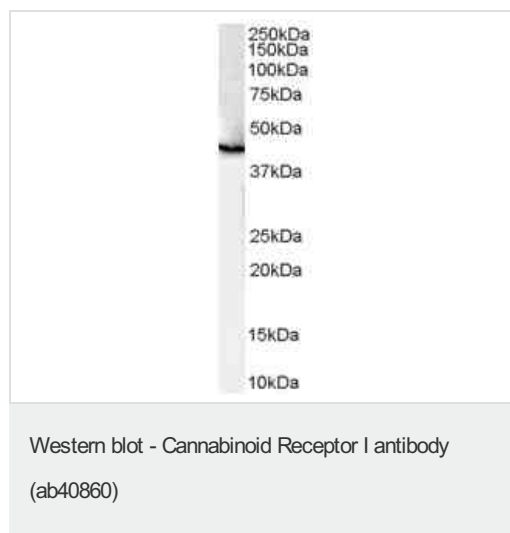 250kDa
150kDa
100kDa
75kDa
50kDa
37kDa
25kDa
20kDa
15kDa
10kDa
Western blot - Cannabinoid Receptor I antibody
(ab40860)